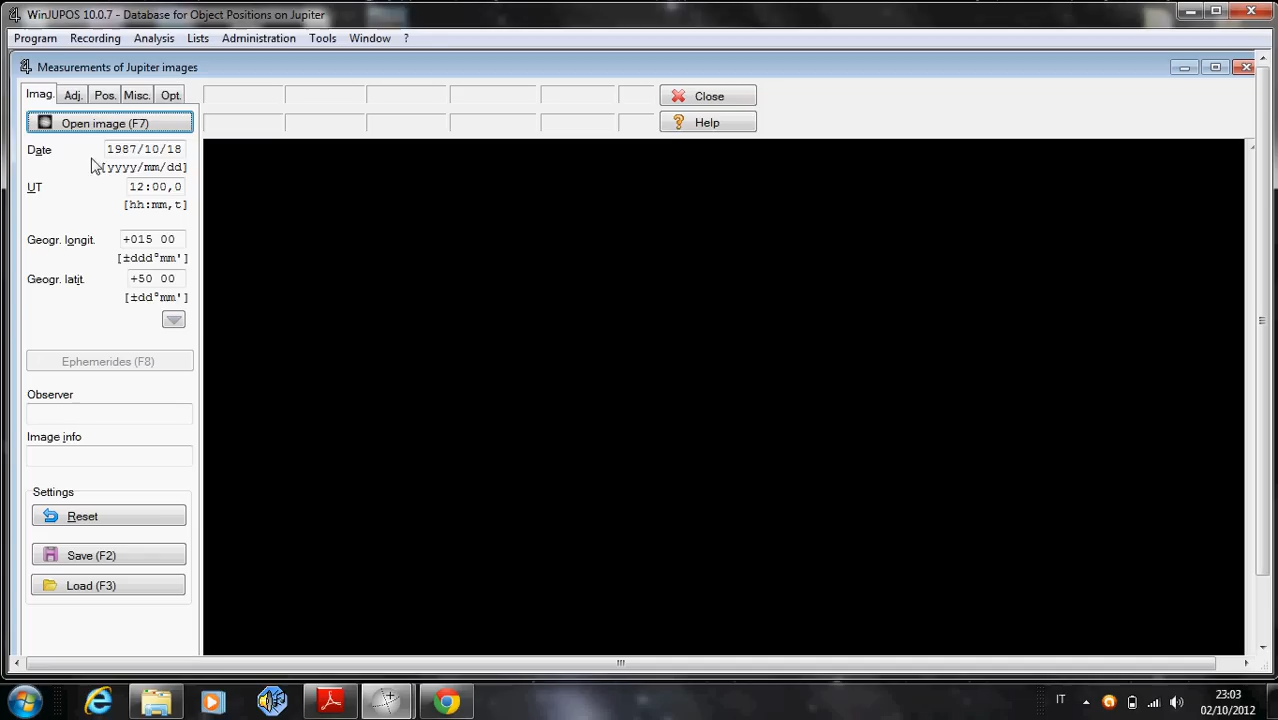 WinJUPOS 10.0.7 - Database for Object Positions on Jupiter
Program Recording Analysis Lists Administration Tools Window ?
Measurements of Jupiter images
Imag. Adj. Pos. Misc. Opt.
Close
Open image (F7)
Help
Date 1987/10/18
[yyyy/mm/dd]
UT 12:00,0
[hh:mm,t]
Geogr. longit. +015 00
[±ddd°mm']
Geogr. latit. +50 00
[±dd°mm']
Ephemerides (F8)
Observer
Image info
Settings
Reset
Save (F2)
Load (F3)
IT
23:03
02/10/2012